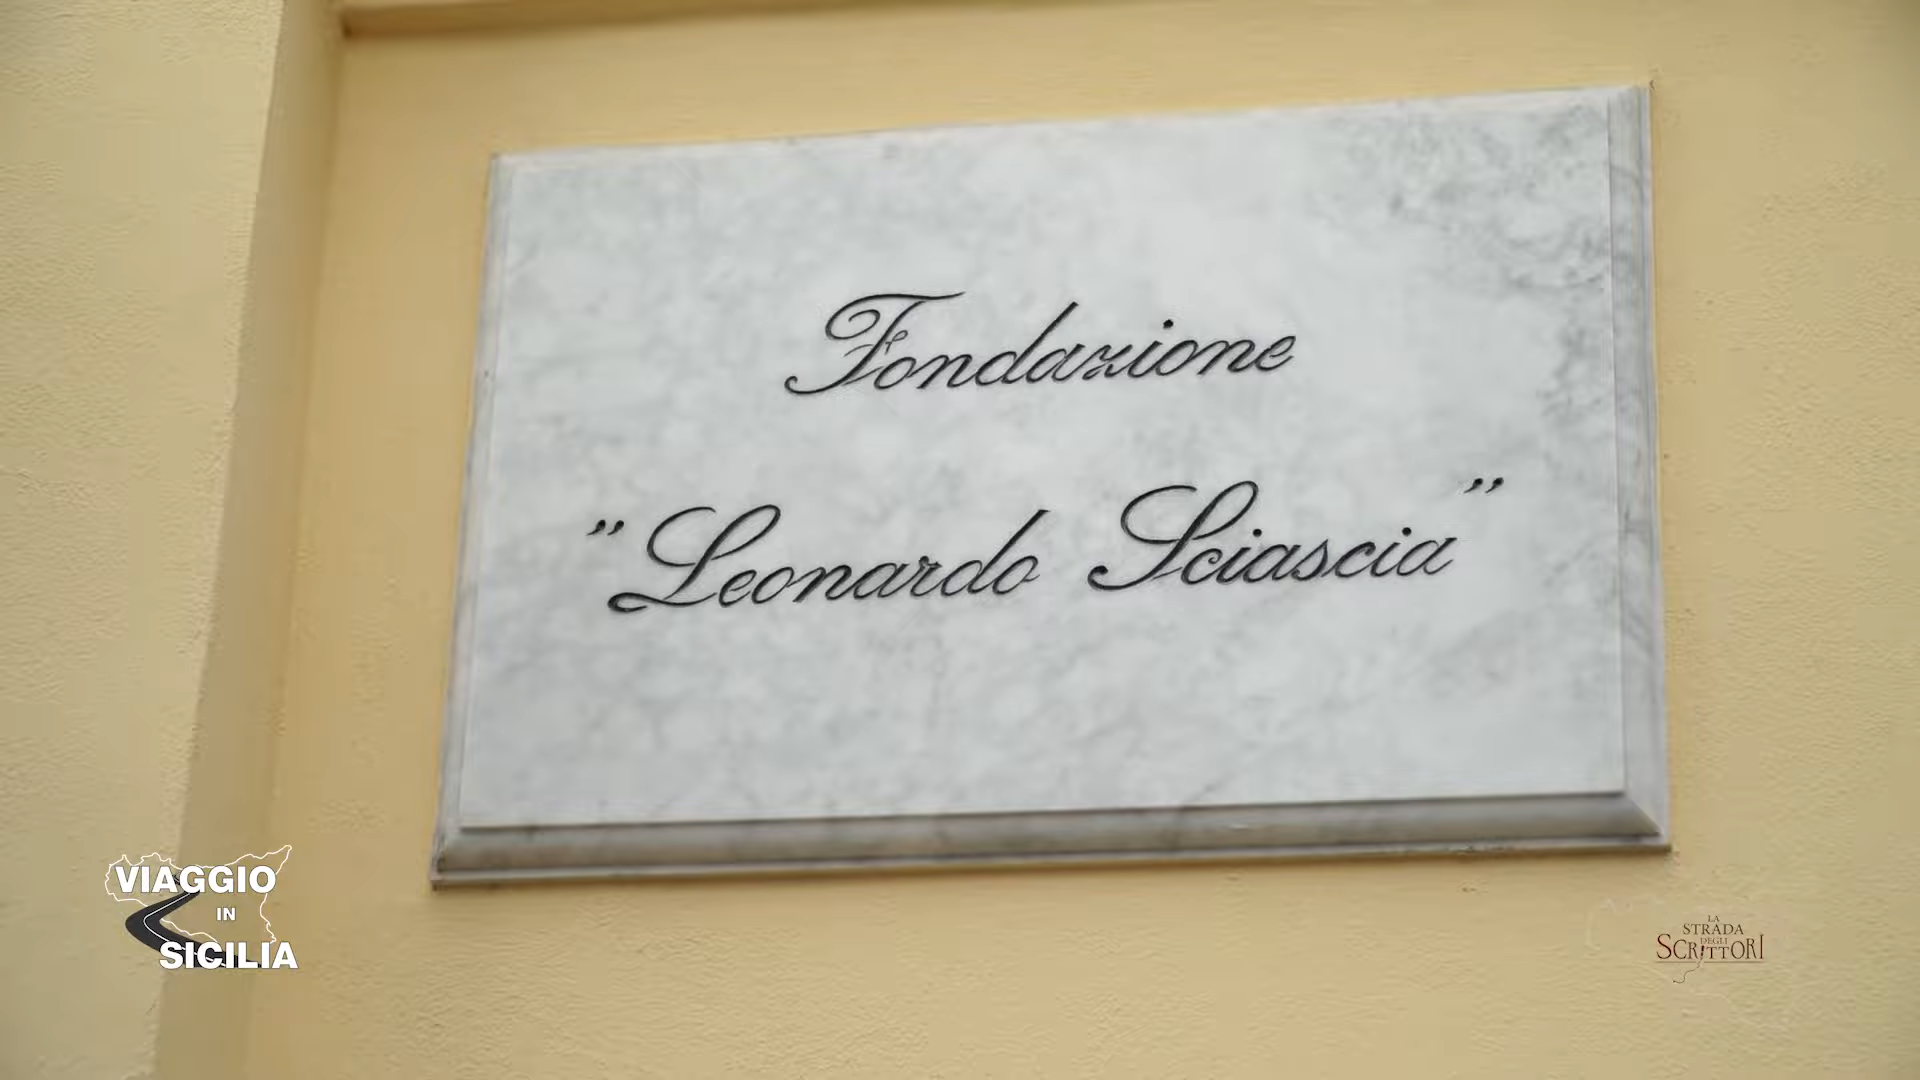 Fondazione
" Leonardo Sciascia "
VIAGGIO
IN
SICILIA
LA
STRADA
DEGLI
SCRITTORI